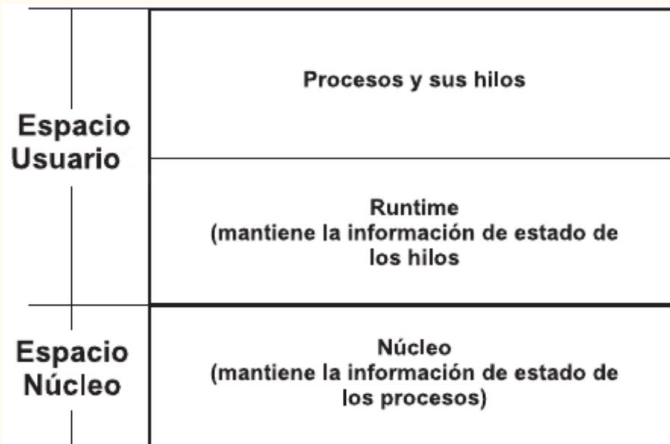 Procesos y sus hilos
Espacio
Usuario
Runtime
(mantiene la información de estado de
los hilos
Espacio
Núcleo
Núcleo
(mantiene la información de estado de
los procesos)